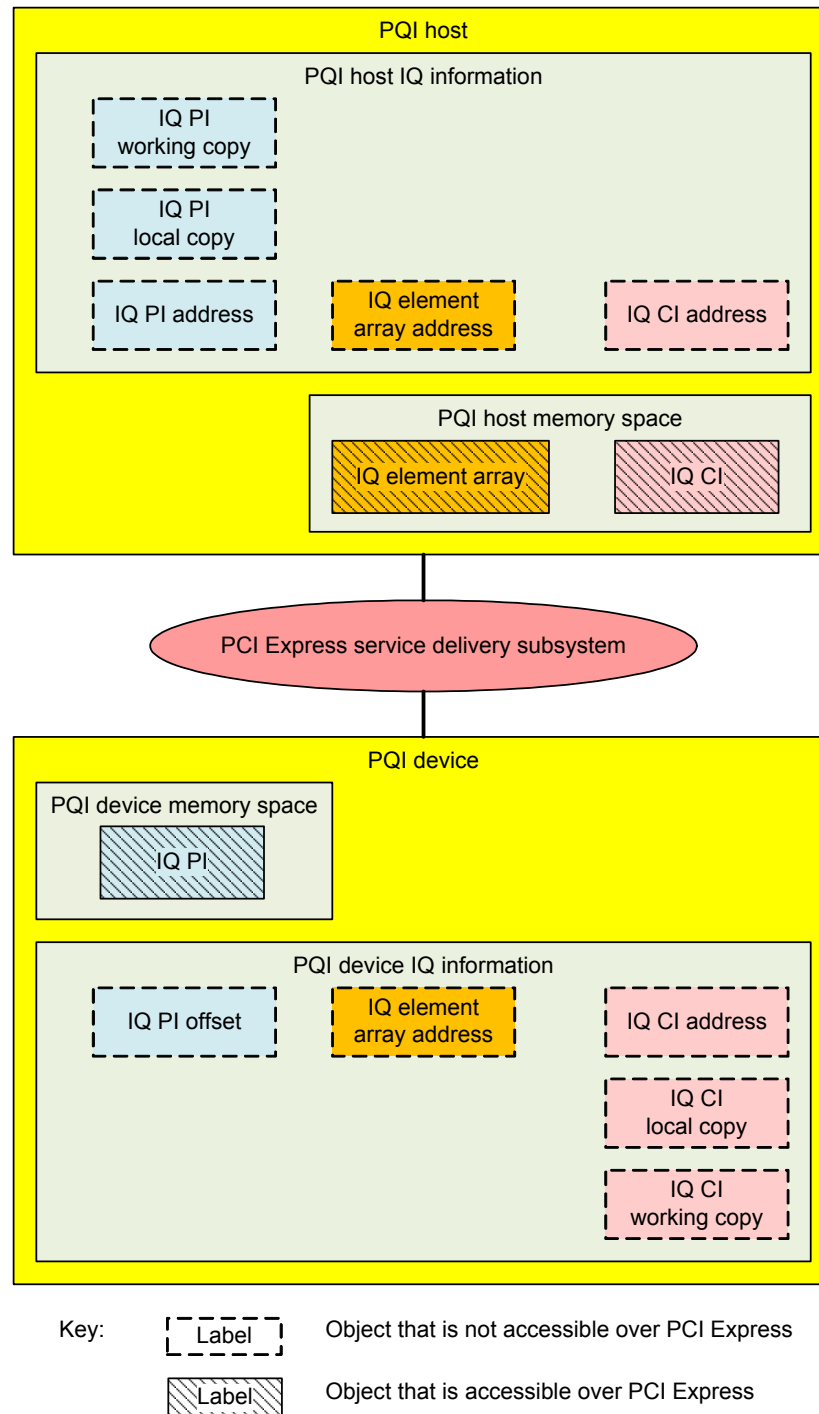 PQI host
PQI host IQ information
IQ PI
working copy
IQ PI
local copy
IQ PI address
IQ element
array address
IQ CI address
PQI host memory space
IQ element array
IQ CI
PCI Express service delivery subsystem
PQI device
PQI device memory space
IQ PI
PQI device IQ information
IQ PI offset
IQ element
array address
IQ CI address
IQ CI
local copy
IQ CI
working copy
Key:
Label
Object that is not accessible over PCI Express
Label
Object that is accessible over PCI Express